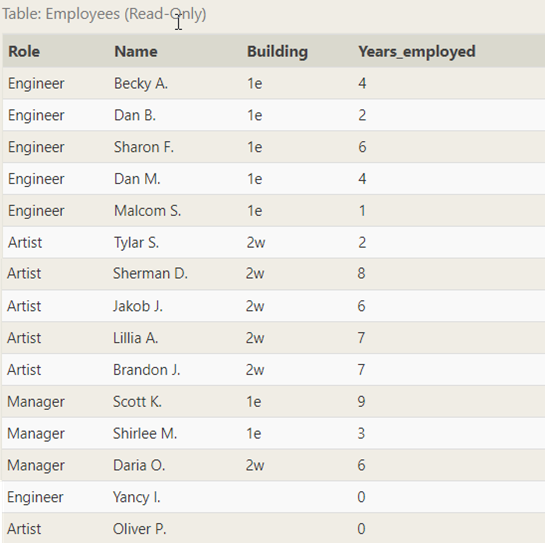 Table: Employees (Read-Only)
Role Name Building Years_employed
Engineer Becky A. 1e 4
Engineer Dan B. 1e 2
Engineer Sharon F. 1e 6
Engineer Dan M. 1e 4
Engineer Malcom S. 1e 1
Artist Tylar S. 2w 2
Artist Sherman D. 2w 8
Artist Jakob J. 2w 6
Artist Lillia A. 2w 7
Artist Brandon J. 2w 7
Manager Scott K. 1e 9
Manager Shirlee M. 1e 3
Manager Daria O. 2w 6
Engineer Yancy I. 0
Artist Oliver P. 0